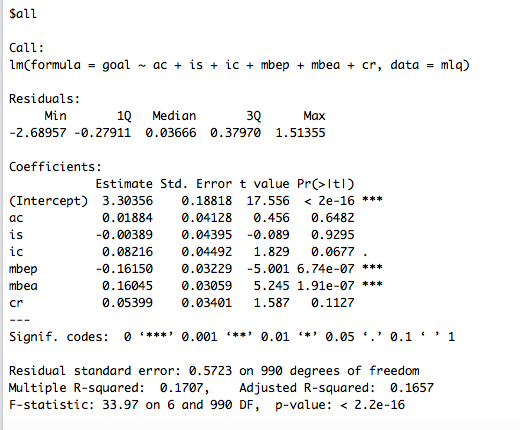 $all
Call:
lm(formula = goal ~ ac + is + ic + mbep + mbea + cr, data = mlq)
Residuals:
     Min       1Q   Median       3Q      Max
-2.68957 -0.27911  0.03666  0.37970  1.51355
Coefficients:
            Estimate Std. Error t value Pr(>|t|)
(Intercept)  3.30356    0.18818  17.556  < 2e-16 ***
ac           0.01884    0.04128   0.456   0.6482
is          -0.00389    0.04395  -0.089   0.9295
ic           0.08216    0.04492   1.829   0.0677 .
mbep        -0.16150    0.03229  -5.001 6.74e-07 ***
mbea         0.16045    0.03059   5.245 1.91e-07 ***
cr           0.05399    0.03401   1.587   0.1127
---
Signif. codes:  0 ‘***’ 0.001 ‘**’ 0.01 ‘*’ 0.05 ‘.’ 0.1 ‘ ’ 1
Residual standard error: 0.5723 on 990 degrees of freedom
Multiple R-squared:  0.1707,	Adjusted R-squared:  0.1657
F-statistic: 33.97 on 6 and 990 DF,  p-value: < 2.2e-16